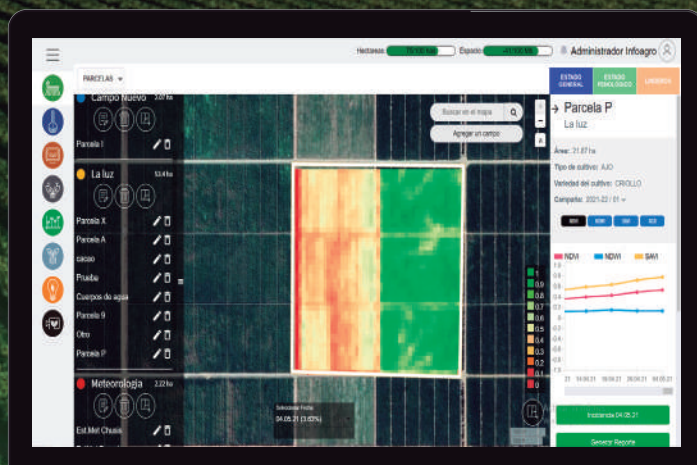 Hectáreas
Espacio
Administrador Infoagro
PARCELAS
Campo Nuevo 2.07 ha
Parcela I
La luz 53.4 ha
Parcela X
Parcela A
cacao
Prueba
Cuerpos de agua
Parcela 9
Otro
Parcela P
Meteorologia 2.22 ha
Est.Met Chusis
Buscar en el mapa
Agregar un campo
1
0.9
0.8
0.7
0.6
0.5
0.4
0.3
0.2
0.1
0
Seleccionar Fecha
04.05.21 (3.63%)
ESTADO GENERAL
ESTADO FENOLÓGICO
LINDEROS
Parcela P
La luz
Área: 21.87 ha
Tipo de cultivo: AJO
Variedad del cultivo: CRIOLLO
Campaña: 2021-22 / 01
NDVI NDWI SAVI
Incidencia 04.05.21
Generar Reporte